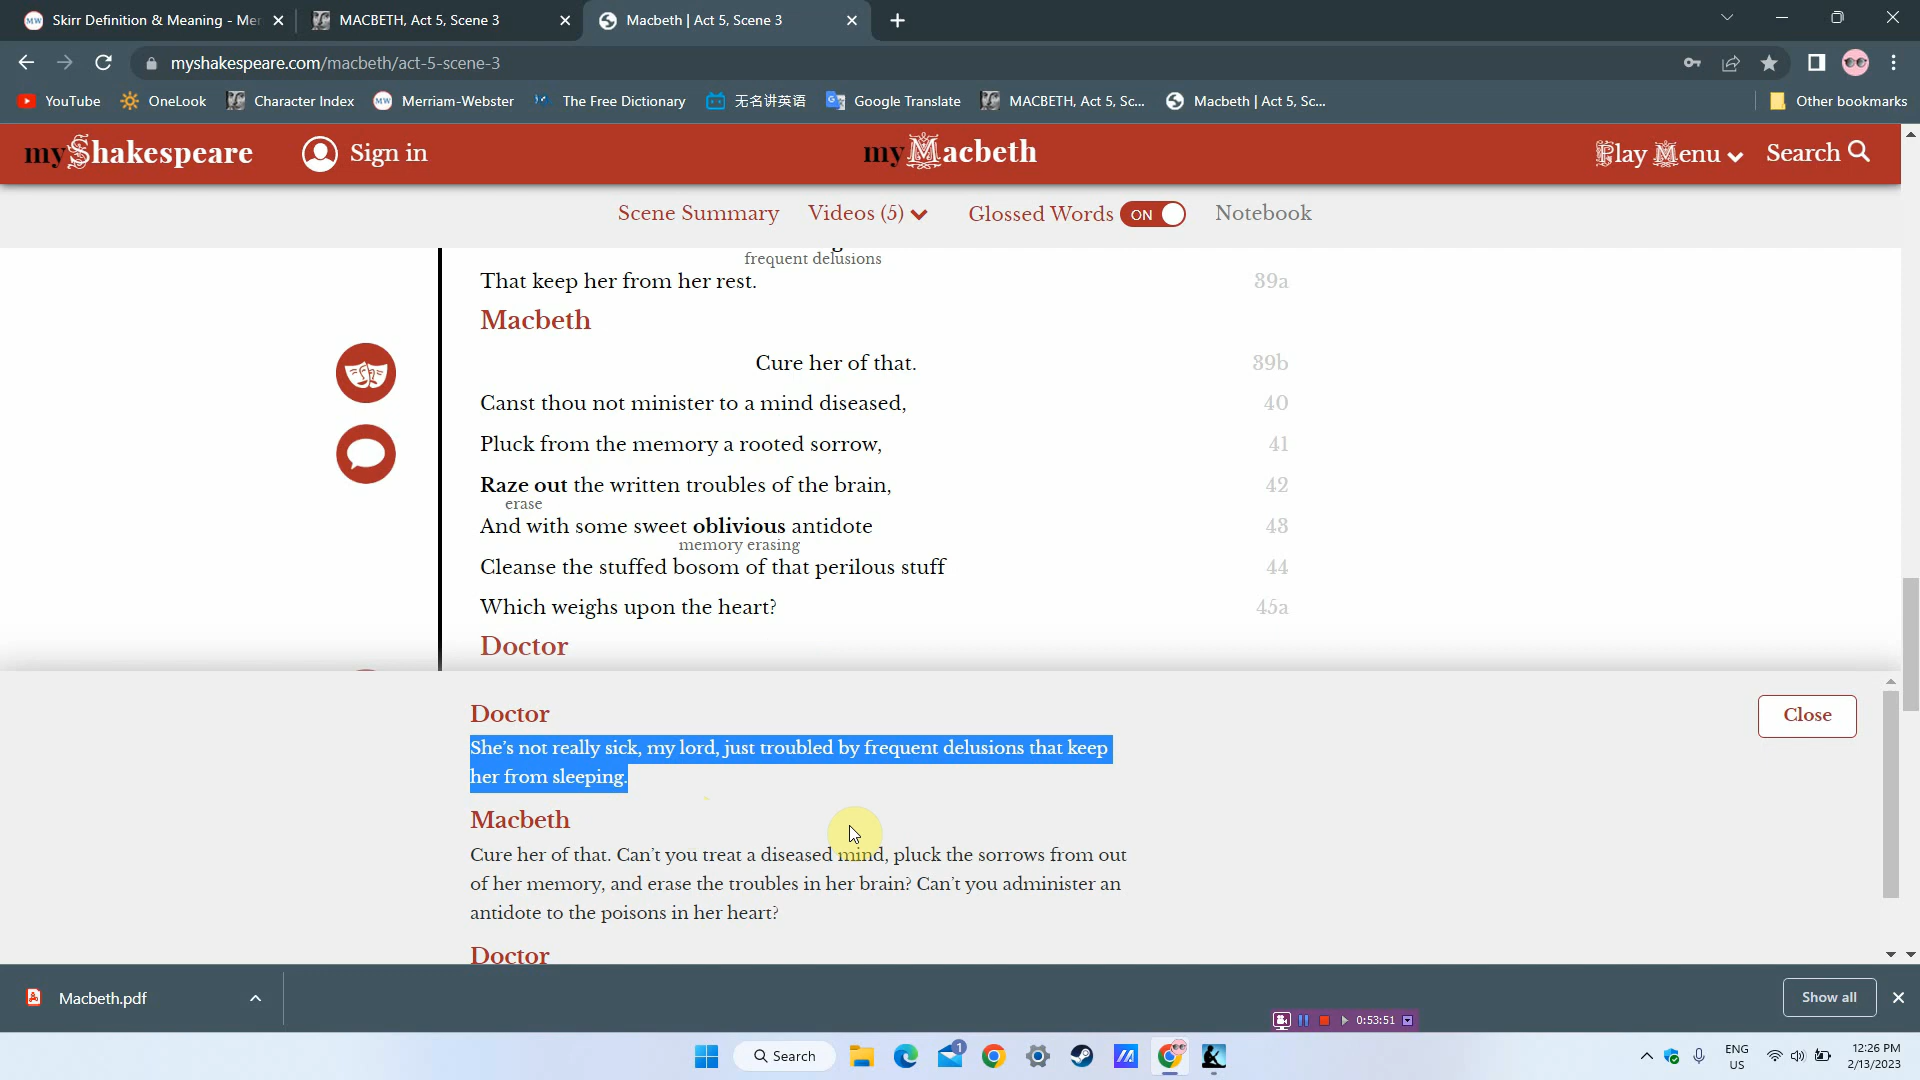 Skirr Definition & Meaning - Mer
MACBETH, Act 5, Scene 3
Macbeth | Act 5, Scene 3
myshakespeare.com/macbeth/act-5-scene-3
YouTube
OneLook
Character Index
MW Merriam-Webster
The Free Dictionary
无名讲英语
Google Translate
MACBETH, Act 5, Sc...
Macbeth | Act 5, Sc...
Other bookmarks
myShakespeare
Sign in
myMacbeth
Play Menu
Search
Scene Summary
Videos (5)
Glossed Words ON
Notebook
frequent delusions
That keep her from her rest. 39a
Macbeth
Cure her of that. 39b
Canst thou not minister to a mind diseased, 40
Pluck from the memory a rooted sorrow, 41
Raze out the written troubles of the brain, 42
erase
And with some sweet oblivious antidote 43
memory erasing
Cleanse the stuffed bosom of that perilous stuff 44
Which weighs upon the heart? 45a
Doctor
Doctor
Close
She's not really sick, my lord, just troubled by frequent delusions that keep
her from sleeping.
Macbeth
Cure her of that. Can't you treat a diseased mind, pluck the sorrows from out
of her memory, and erase the troubles in her brain? Can't you administer an
antidote to the poisons in her heart?
Doctor
Macbeth.pdf
Show all
0:53:51
Search
1
ENG
US
12:26 PM
2/13/2023